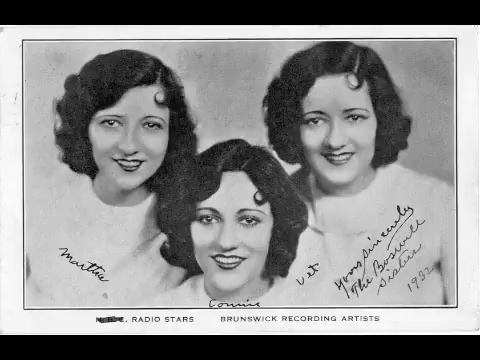 Martha
Connie
Vet
Yours Sincerely
The Boswell
Sisters
1932
N.B.C. RADIO STARS BRUNSWICK RECORDING ARTISTS